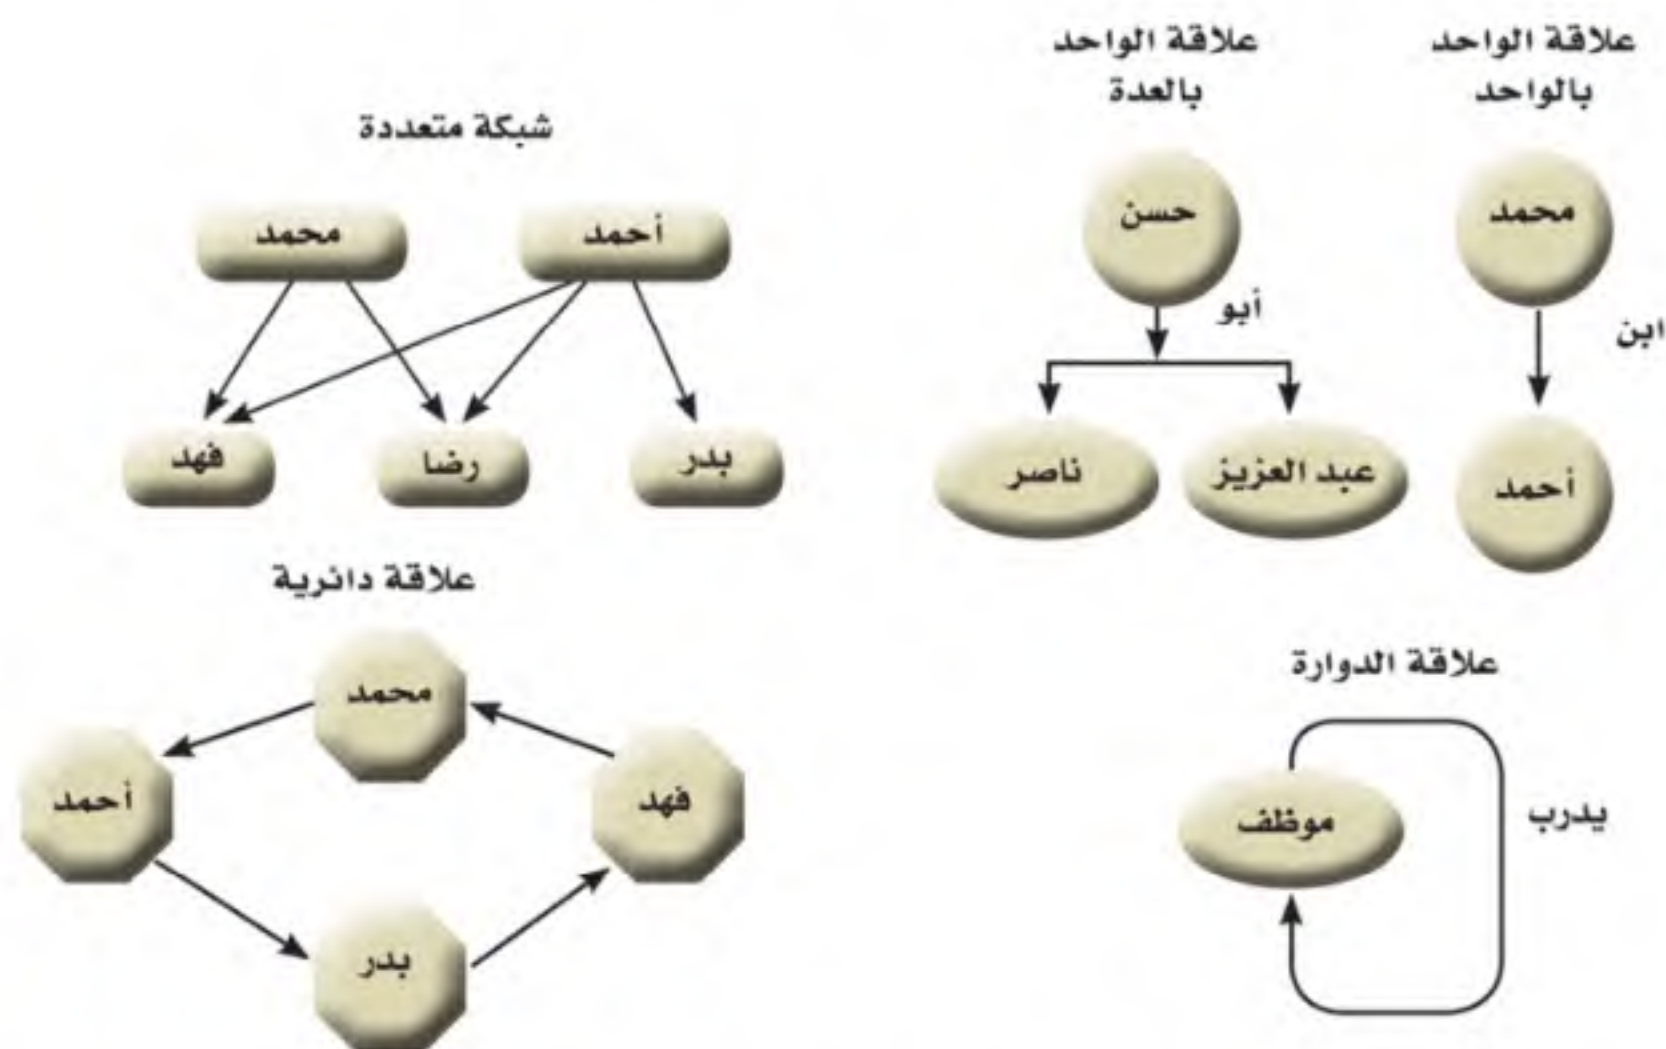 علاقة الواحد
بالواحد
محمد
ابن
أحمد
علاقة الواحد
بالعدة
حسن
أبو
عبد العزيز
ناصر
شبكة متعددة
أحمد
محمد
بدر
رضا
فهد
علاقة الدوارة
موظف
يدرب
علاقة دائرية
محمد
فهد
أحمد
بدر